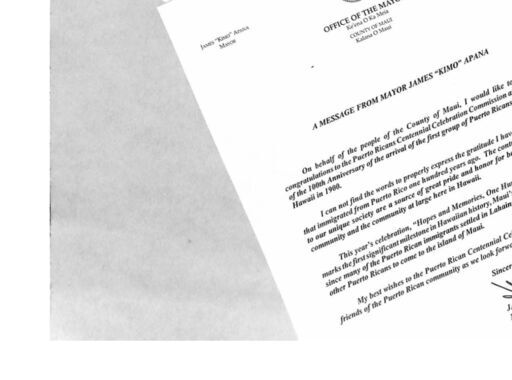 OFFICE OF THE MAYO
Ke'ena O Ka Meia
COUNTY OF MAUI
Kalana O Maui
JAMES "KIMO" APANA
MAYOR
A MESSAGE FROM MAYOR JAMES "KIMO" APANA
On behalf of the people of the County of Maui, I would like to
congratulations to the Puerto Ricans Centennial Celebration Commission
of the 100th Anniversary of the arrival of the first group of Puerto Ricans
Hawaii in 1900.
I can not find the words to properly express the gratitude I have
that immigrated from Puerto Rico one hundred years ago. The cont
to our unique society are a source of great pride and honor for
community and the community at large here in Hawaii.
This year's celebration, "Hopes and Memories, One Hu
marks the first significant milestone in Hawaiian history, Maui'
since many of the Puerto Rican immigrants settled in Lahain
other Puerto Ricans to come to the island of Maui.
My best wishes to the Puerto Rican Centennial Ce
friends of the Puerto Rican community as we look forw
Sincer